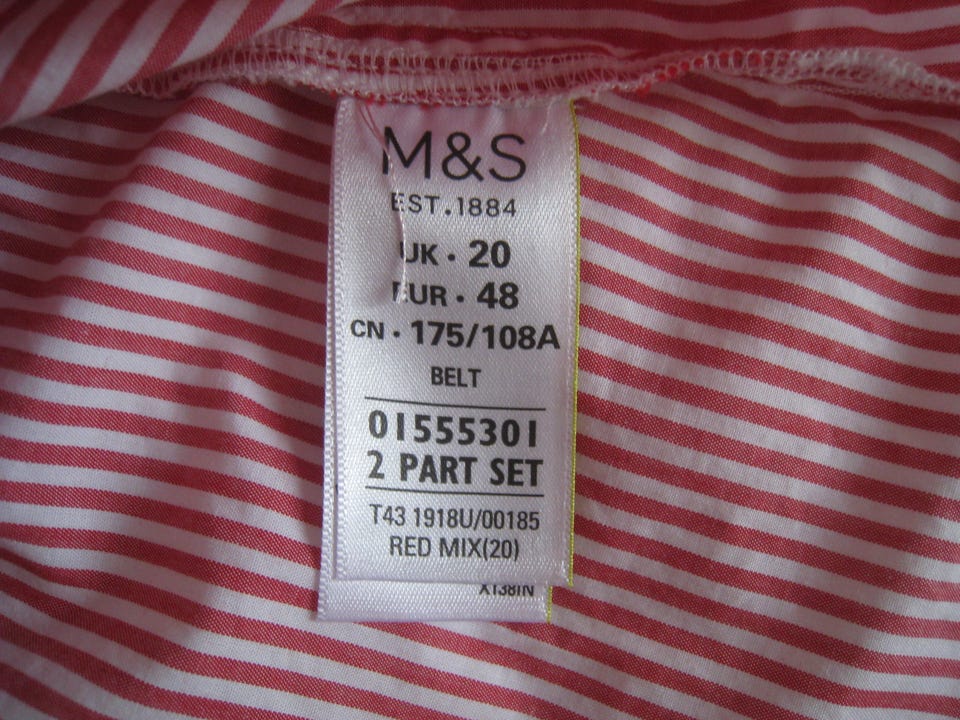 M&S
EST.1884
UK • 20
EUR • 48
CN • 175/108A
BELT
01555301
2 PART SET
T43 1918U/00185
RED MIX(20)
X138IN